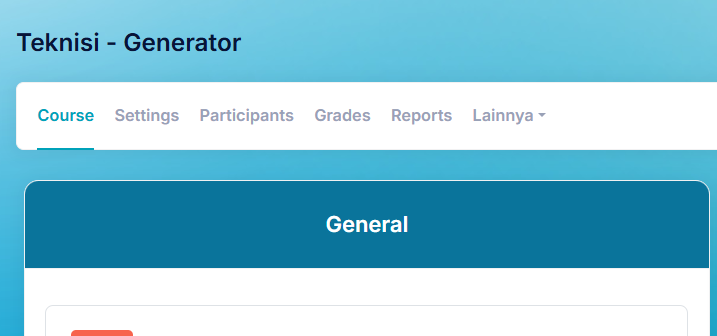 Teknisi - Generator
Course Settings Participants Grades Reports Lainnya
General